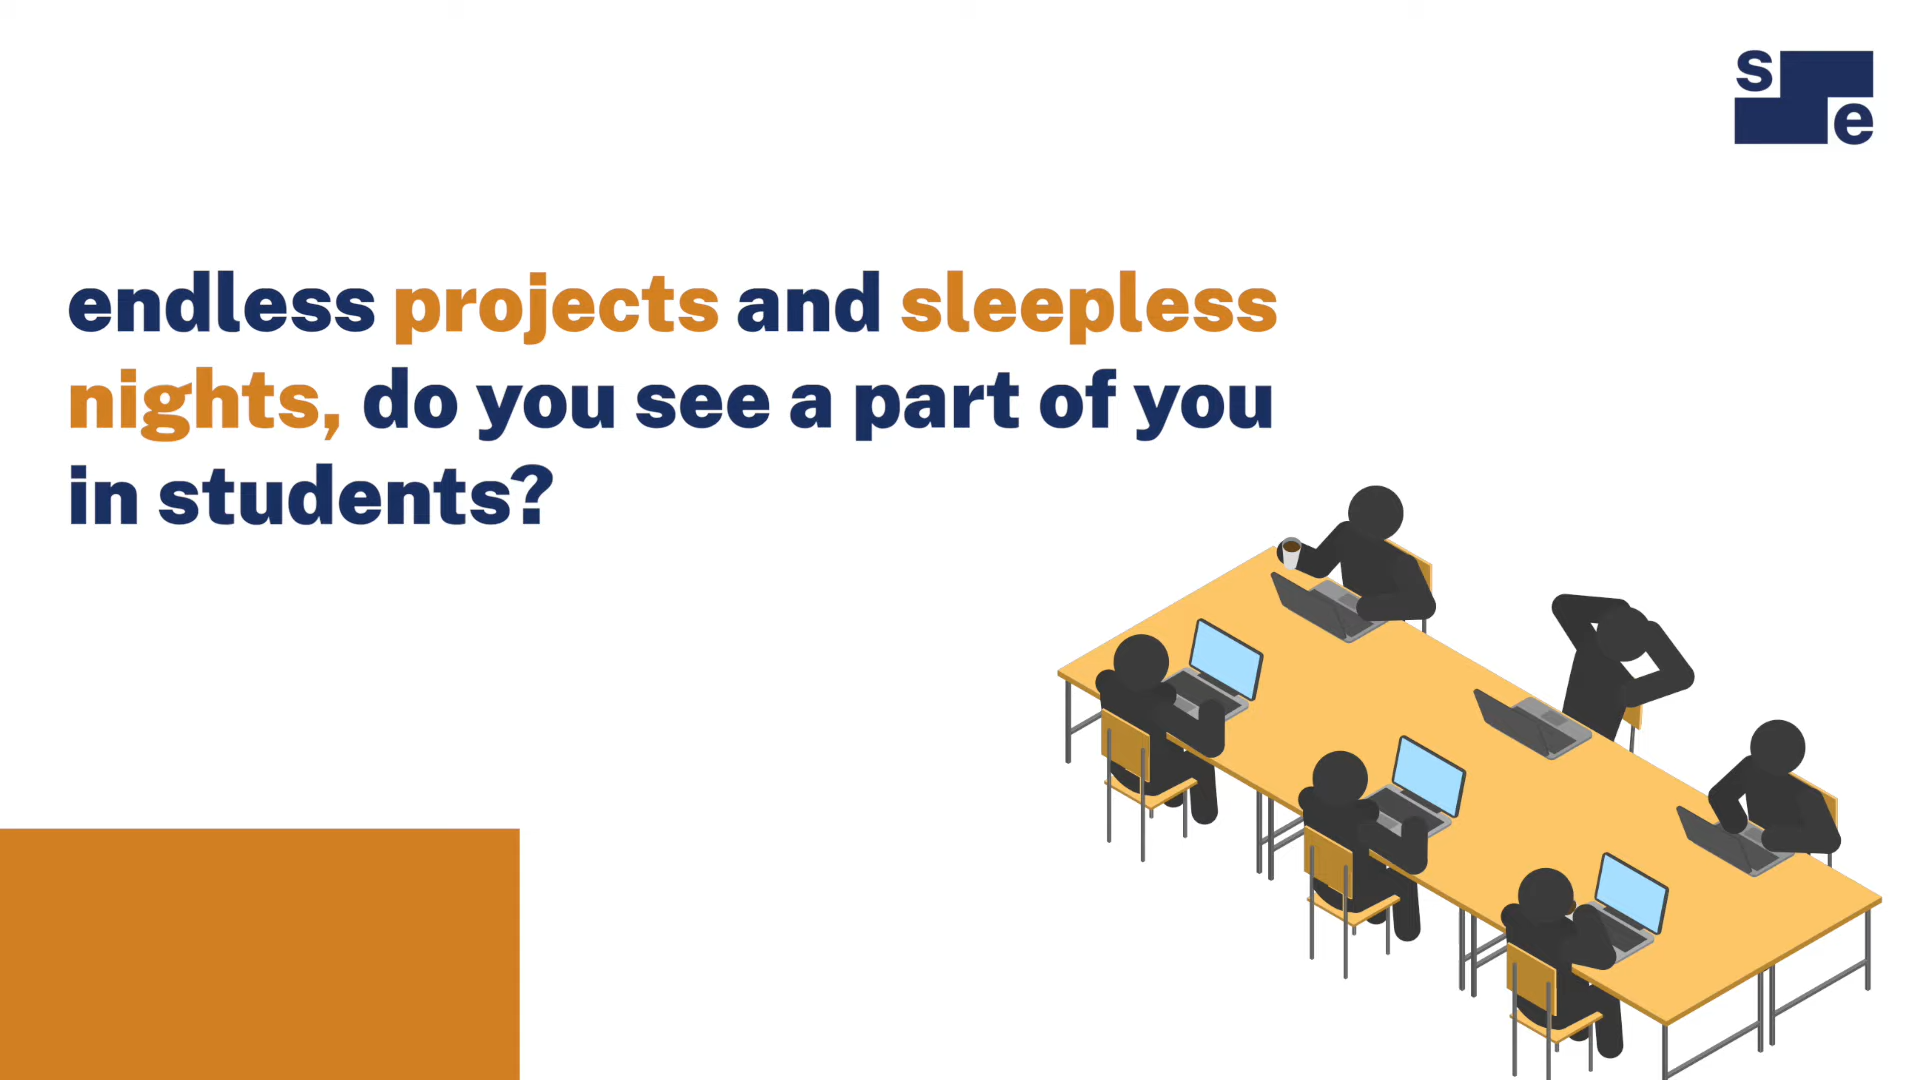 s
e
endless projects and sleepless
nights, do you see a part of you
in students?